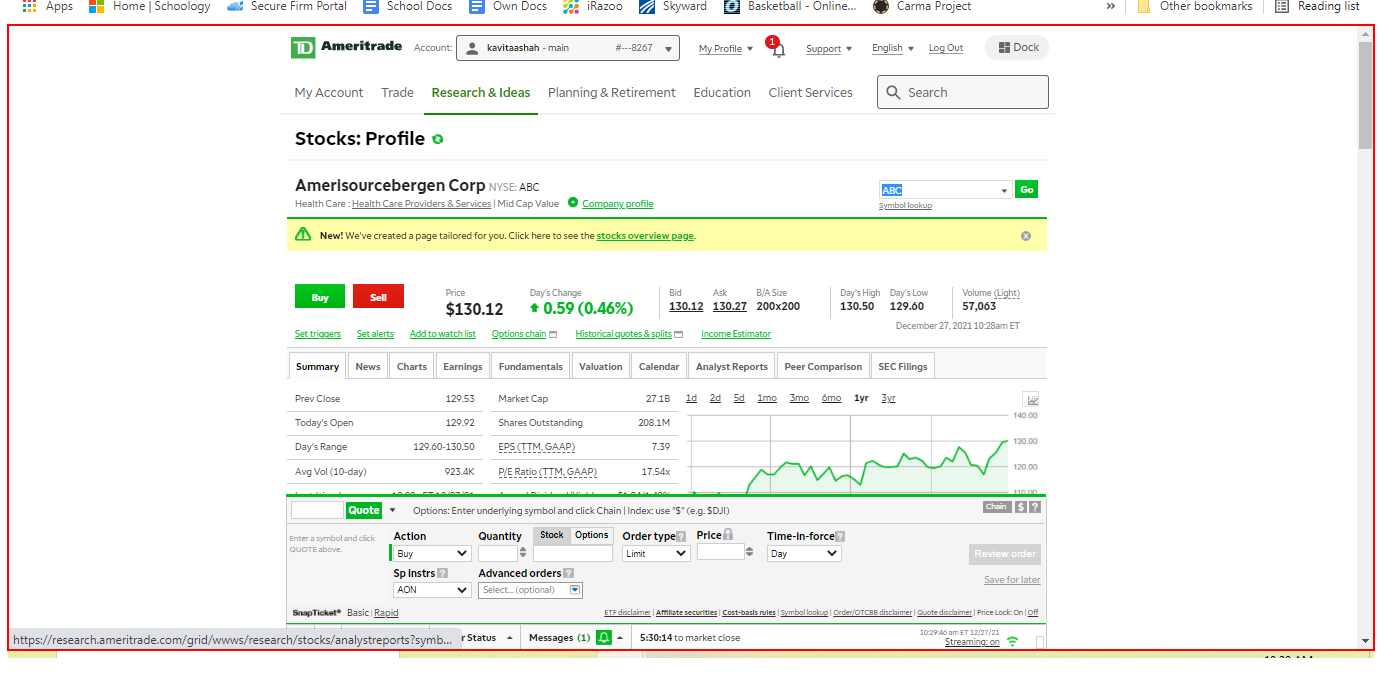 Apps Home | Schoology Secure Firm Portal School Docs Own Docs iRazoo Skyward Basketball - Online... Carma Project » Other bookmarks Reading list
TD Ameritrade Account: kavitaashah - main #---8267 My Profile 1 Support English Log Out Dock
My Account Trade Research & Ideas Planning & Retirement Education Client Services Search
Stocks: Profile
Amerisourcebergen Corp NYSE: ABC
ABC Go
Health Care : Health Care Providers & Services | Mid Cap Value Company profile
Symbol lookup
New! We've created a page tailored for you. Click here to see the stocks overview page.
Buy Sell
Price Day's Change Bid Ask B/A Size Day's High Day's Low Volume (Light)
$130.12 0.59 (0.46%) 130.12 130.27 200x200 130.50 129.60 57,063
December 27, 2021 10:28am ET
Set triggers Set alerts Add to watch list Options chain Historical quotes & splits Income Estimator
Summary News Charts Earnings Fundamentals Valuation Calendar Analyst Reports Peer Comparison SEC Filings
Prev Close 129.53 Market Cap 27.1B 1d 2d 5d 1mo 3mo 6mo 1yr 3yr
140.00
Today's Open 129.92 Shares Outstanding 208.1M
130.00
Day's Range 129.60-130.50 EPS (TTM, GAAP) 7.39
120.00
Avg Vol (10-day) 923.4K P/E Ratio (TTM, GAAP) 17.54x
110.00
Quote Options: Enter underlying symbol and click Chain | Index: use "$" (e.g. $DJI) Chain $ ?
Enter a symbol and click
QUOTE above.
Action Quantity Stock Options Order type ? Price Time-in-force ?
Buy Limit Day Review order
Sp Instrs ? Advanced orders ?
Save for later
AON Select... (optional)
SnapTicket® Basic | Rapid ETF disclaimer | Affiliate securities | Cost-basis rules | Symbol lookup | Order/OTCBB disclaimer | Quote disclaimer | Price Lock: On | Off
https://research.ameritrade.com/grid/wwws/research/stocks/analystreports?symb... r Status Messages (1) 5:30:14 to market close
10:29:46 am ET 12/27/21
Streaming: on